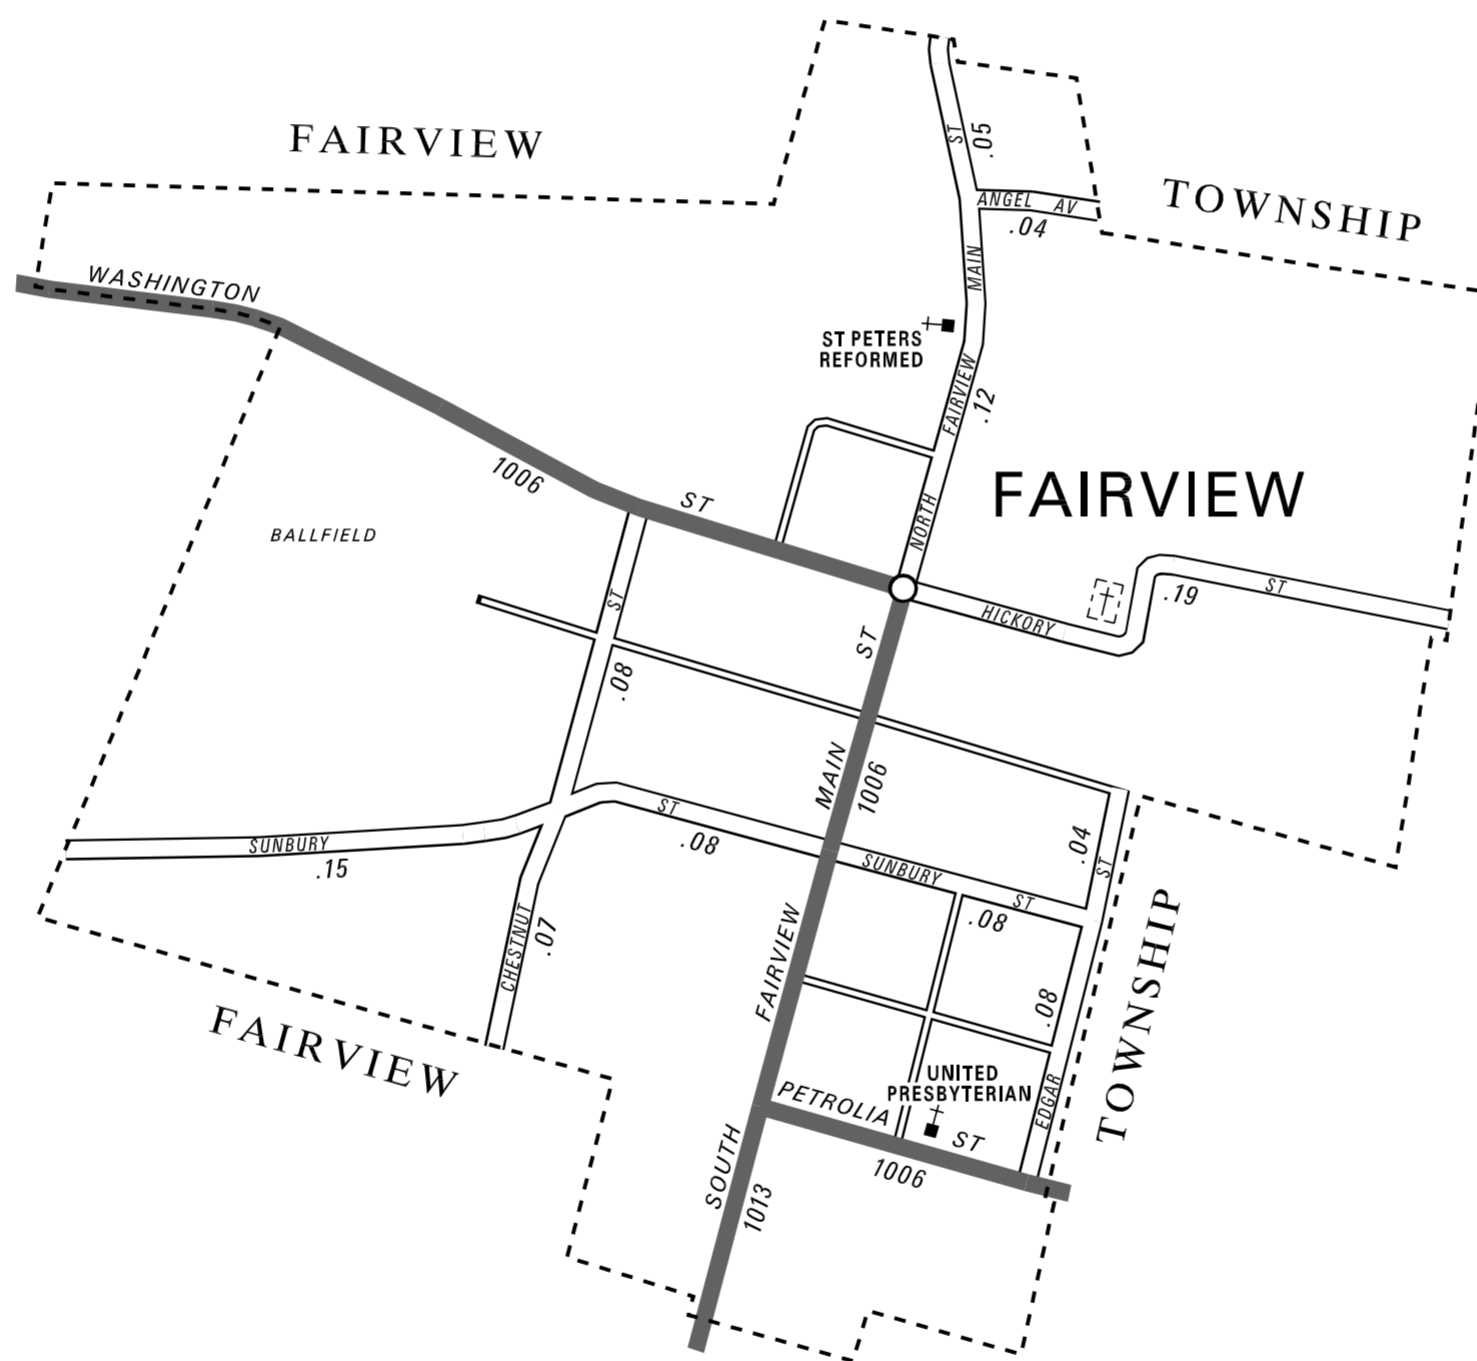 FAIRVIEW
TOWNSHIP
ST
.05
ANGEL AV
.04
MAIN
WASHINGTON
ST PETERS
REFORMED
FAIRVIEW
.12
1006
ST
NORTH
FAIRVIEW
BALLFIELD
HICKORY
.19
ST
ST
.08
ST
MAIN
1006
ST
.08
SUNBURY
.15
SUNBURY
ST
.08
.04
ST
CHESTNUT
.07
FAIRVIEW
.08
TOWNSHIP
FAIRVIEW
UNITED
PRESBYTERIAN
EDGAR
PETROLIA
ST
1006
SOUTH
1013